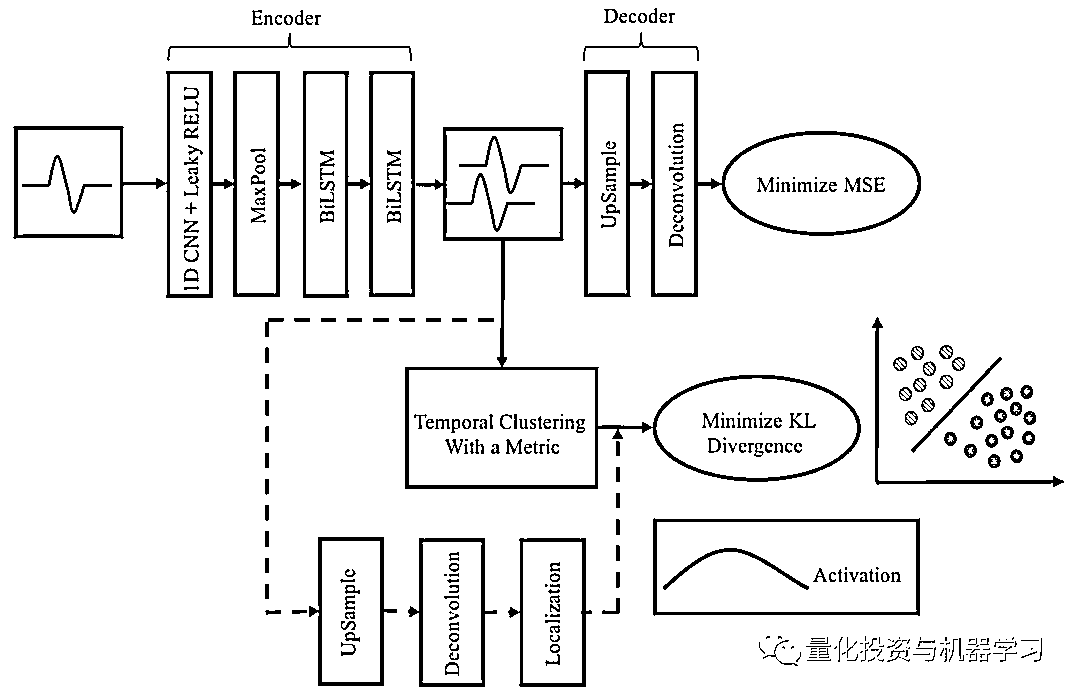 Encoder
Decoder
1D CNN + Leaky RELU
MaxPool
BiLSTM
BiLSTM
UpSample
Deconvolution
Minimize MSE
Temporal Clustering
With a Metric
Minimize KL
Divergence
UpSample
Deconvolution
Localization
Activation
量化投资与机器学习